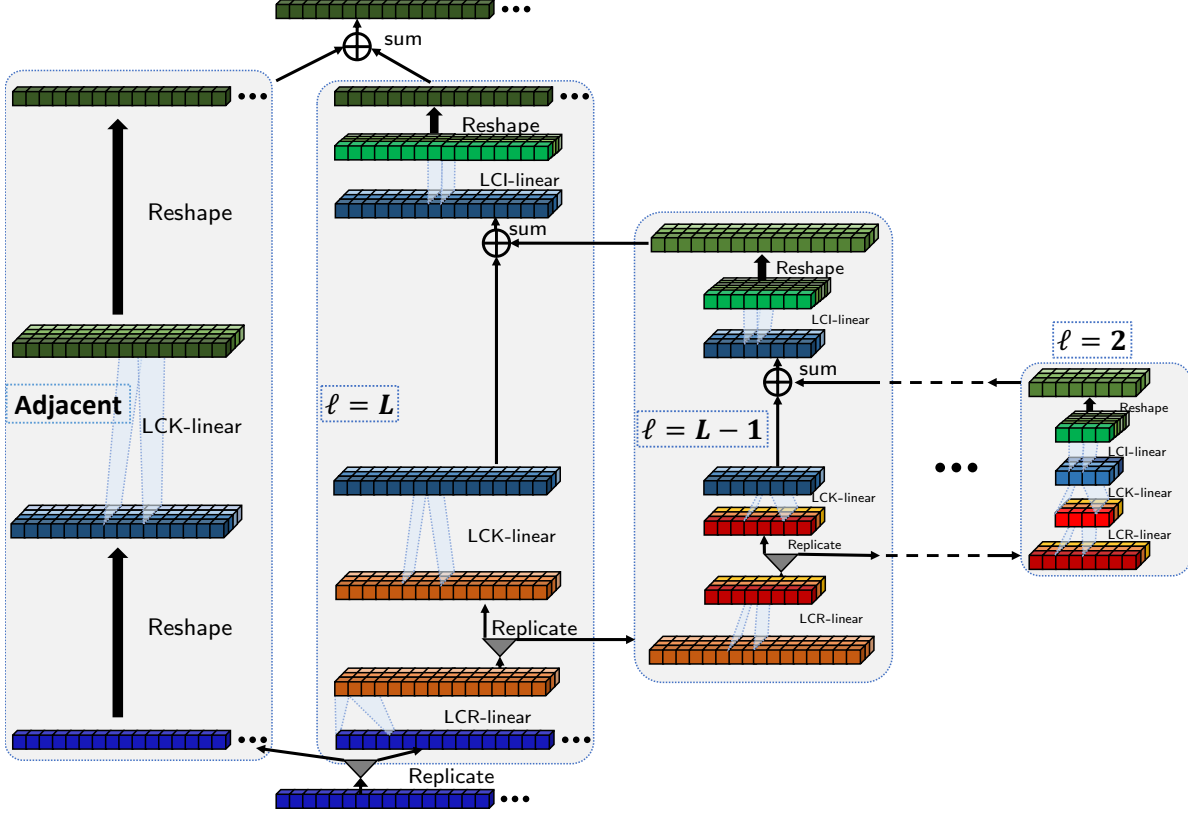 sum
Reshape
LCI-linear
sum
Reshape
Reshape
LCI-linear
ℓ = 2
sum
Adjacent
ℓ = L
Reshape
LCK-linear
ℓ = L − 1
LCI-linear
LCK-linear
LCK-linear
LCK-linear
LCR-linear
Replicate
Reshape
Replicate
LCR-linear
LCR-linear
Replicate